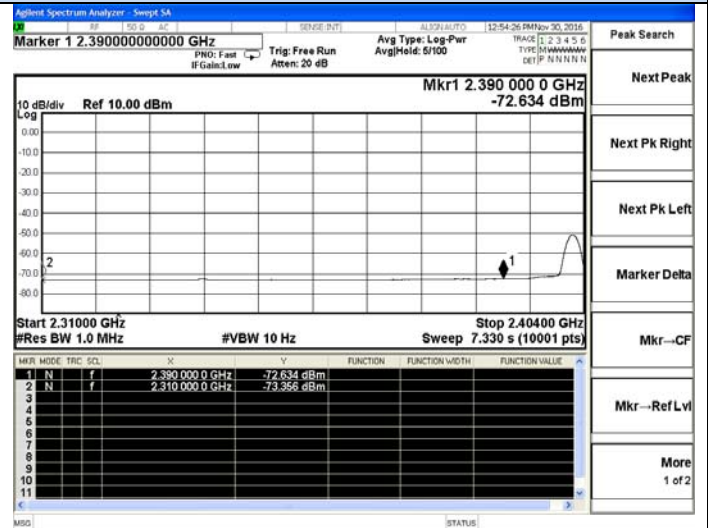 Agilent Spectrum Analyzer - Swept SA
RF 50 Ω AC SENSE:INT ALIGN AUTO 12:54:26 PM Nov 30, 2016
Marker 1 2.390000000000 GHz
PNO: Fast
IFGain:Low
Trig: Free Run
Atten: 20 dB
Avg Type: Log-Pwr
Avg|Held: 5/100
TRACE 1 2 3 4 5 6
TYPE MWWWWW
DET P N N N N N
Mkr1 2.390 000 0 GHz
-72.634 dBm
10 dB/div Ref 10.00 dBm
Log
0.00
-10.0
-20.0
-30.0
-40.0
-50.0
-60.0
-70.0
-80.0
2
1
Start 2.31000 GHz Stop 2.40400 GHz
#Res BW 1.0 MHz #VBW 10 Hz Sweep 7.330 s (10001 pts)
MKR MODE TRC SCL X Y FUNCTION FUNCTION WIDTH FUNCTION VALUE
1 N f 2.390 000 0 GHz -72.634 dBm
2 N f 2.310 000 0 GHz -73.356 dBm
3
4
5
6
7
8
9
10
11
MSG STATUS
Peak Search
Next Peak
Next Pk Right
Next Pk Left
Marker Delta
Mkr→CF
Mkr→Ref Lvl
More
1 of 2